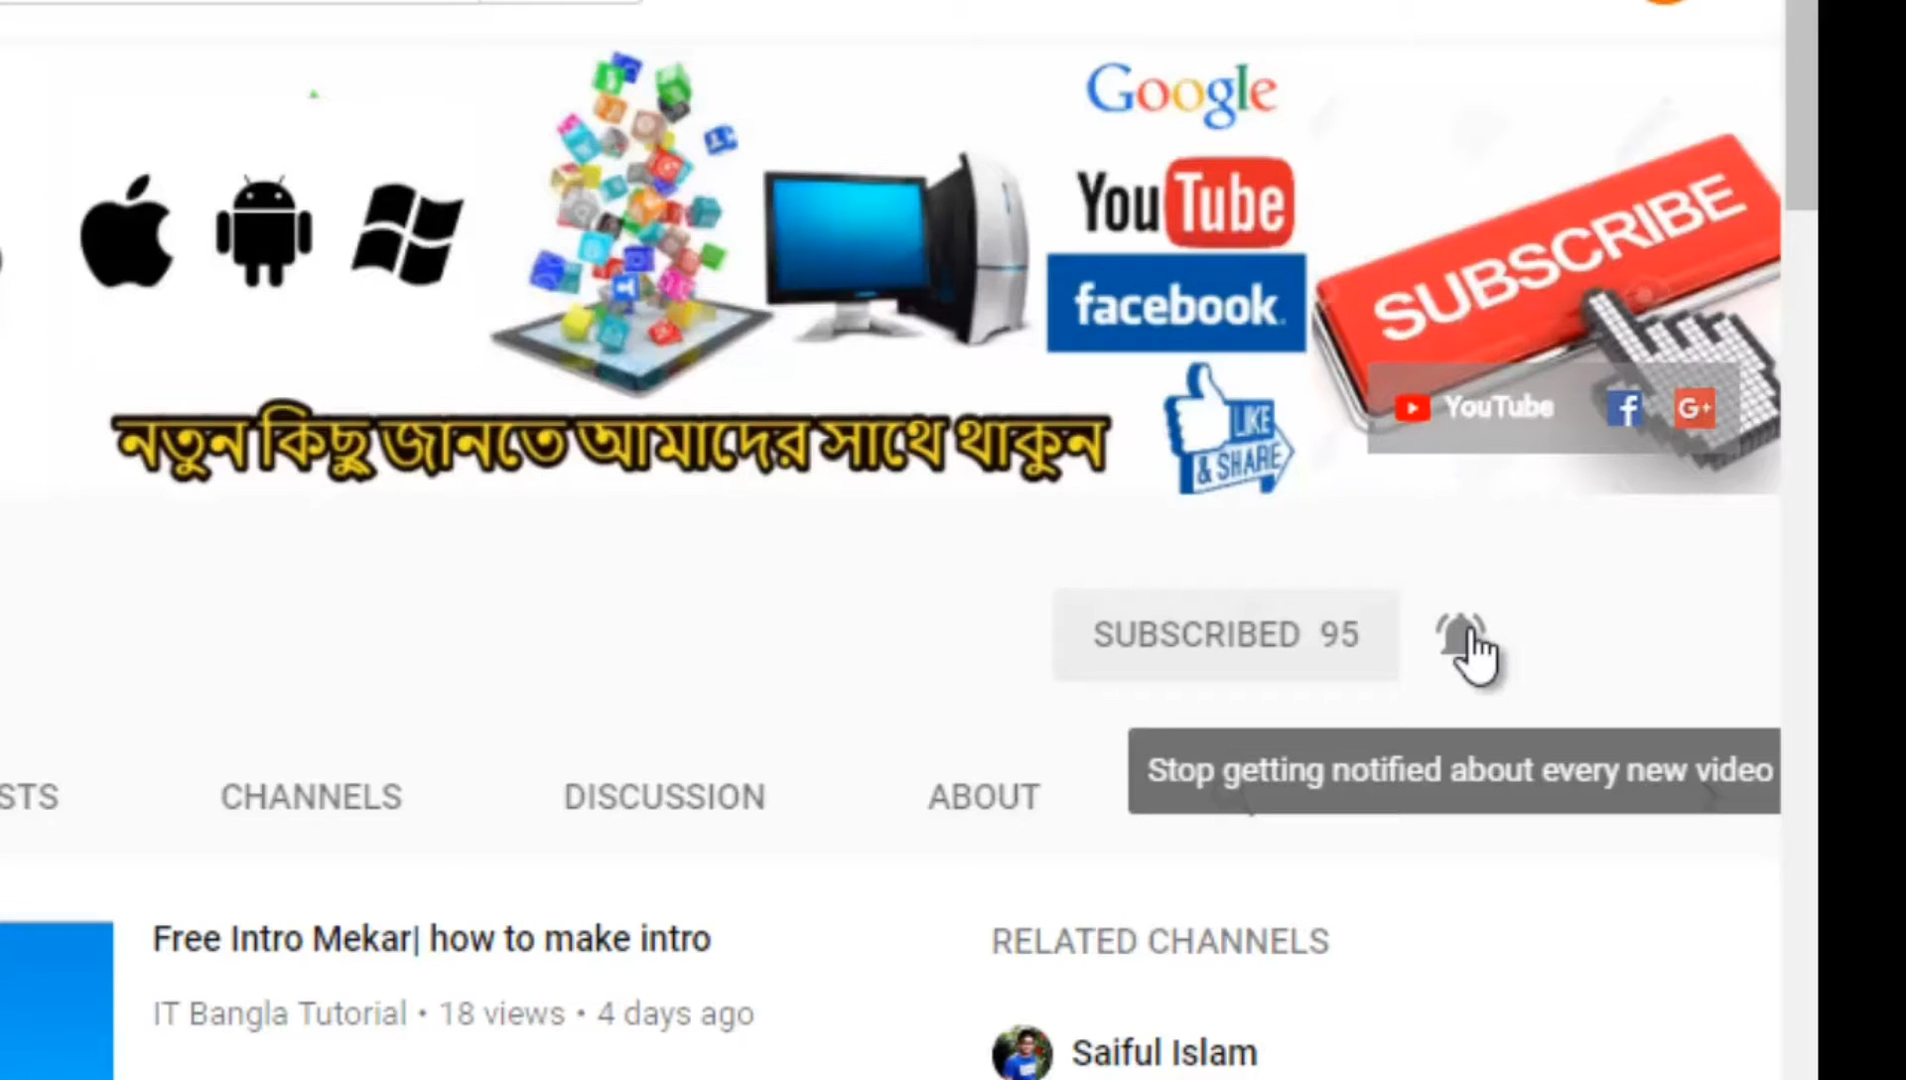 Google
YouTube
facebook.
SUBSCRIBE
LIKE
& SHARE
YouTube
নতুন কিছু জানতে আমাদের সাথে থাকুন
SUBSCRIBED 95
Stop getting notified about every new video
STS CHANNELS DISCUSSION ABOUT
Free Intro Mekar| how to make intro
IT Bangla Tutorial • 18 views • 4 days ago
RELATED CHANNELS
Saiful Islam